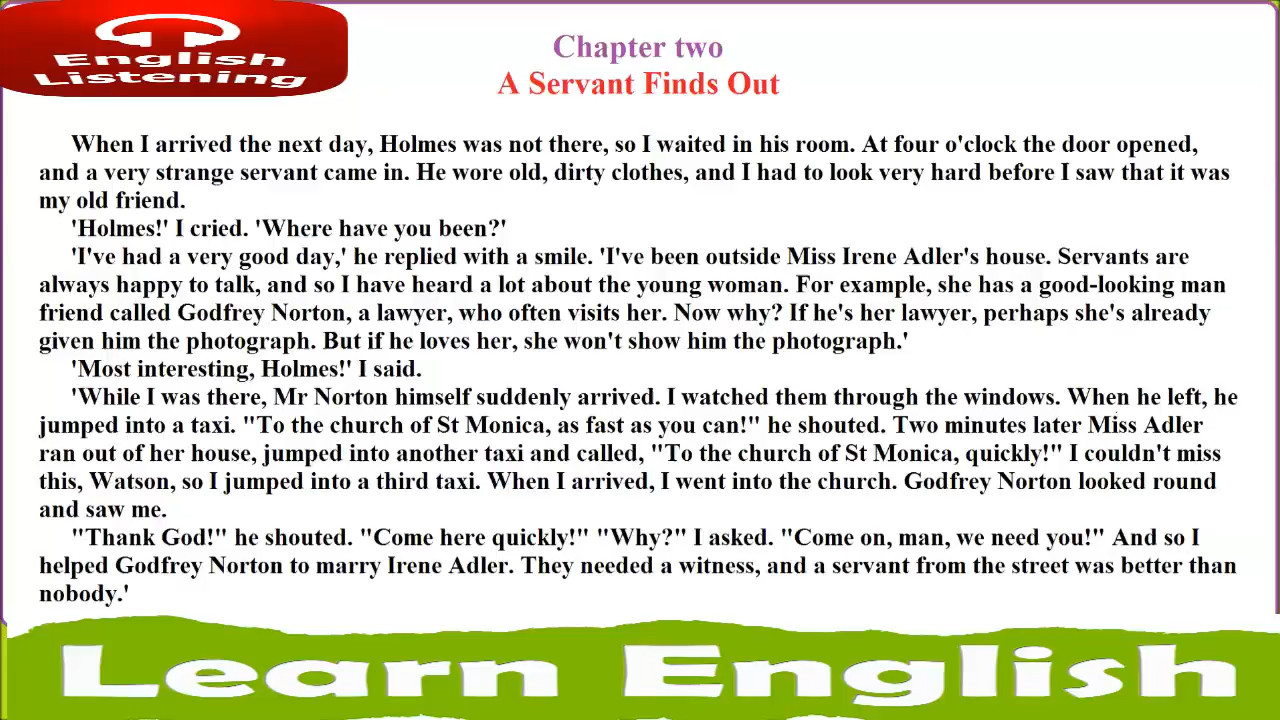 English
Listening
Chapter two
A Servant Finds Out
When I arrived the next day, Holmes was not there, so I waited in his room. At four o'clock the door opened,
and a very strange servant came in. He wore old, dirty clothes, and I had to look very hard before I saw that it was
my old friend.
'Holmes!' I cried. 'Where have you been?'
'I've had a very good day,' he replied with a smile. 'I've been outside Miss Irene Adler's house. Servants are
always happy to talk, and so I have heard a lot about the young woman. For example, she has a good-looking man
friend called Godfrey Norton, a lawyer, who often visits her. Now why? If he's her lawyer, perhaps she's already
given him the photograph. But if he loves her, she won't show him the photograph.'
'Most interesting, Holmes!' I said.
'While I was there, Mr Norton himself suddenly arrived. I watched them through the windows. When he left, he
jumped into a taxi. "To the church of St Monica, as fast as you can!" he shouted. Two minutes later Miss Adler
ran out of her house, jumped into another taxi and called, "To the church of St Monica, quickly!" I couldn't miss
this, Watson, so I jumped into a third taxi. When I arrived, I went into the church. Godfrey Norton looked round
and saw me.
"Thank God!" he shouted. "Come here quickly!" "Why?" I asked. "Come on, man, we need you!" And so I
helped Godfrey Norton to marry Irene Adler. They needed a witness, and a servant from the street was better than
nobody.'
Learn English